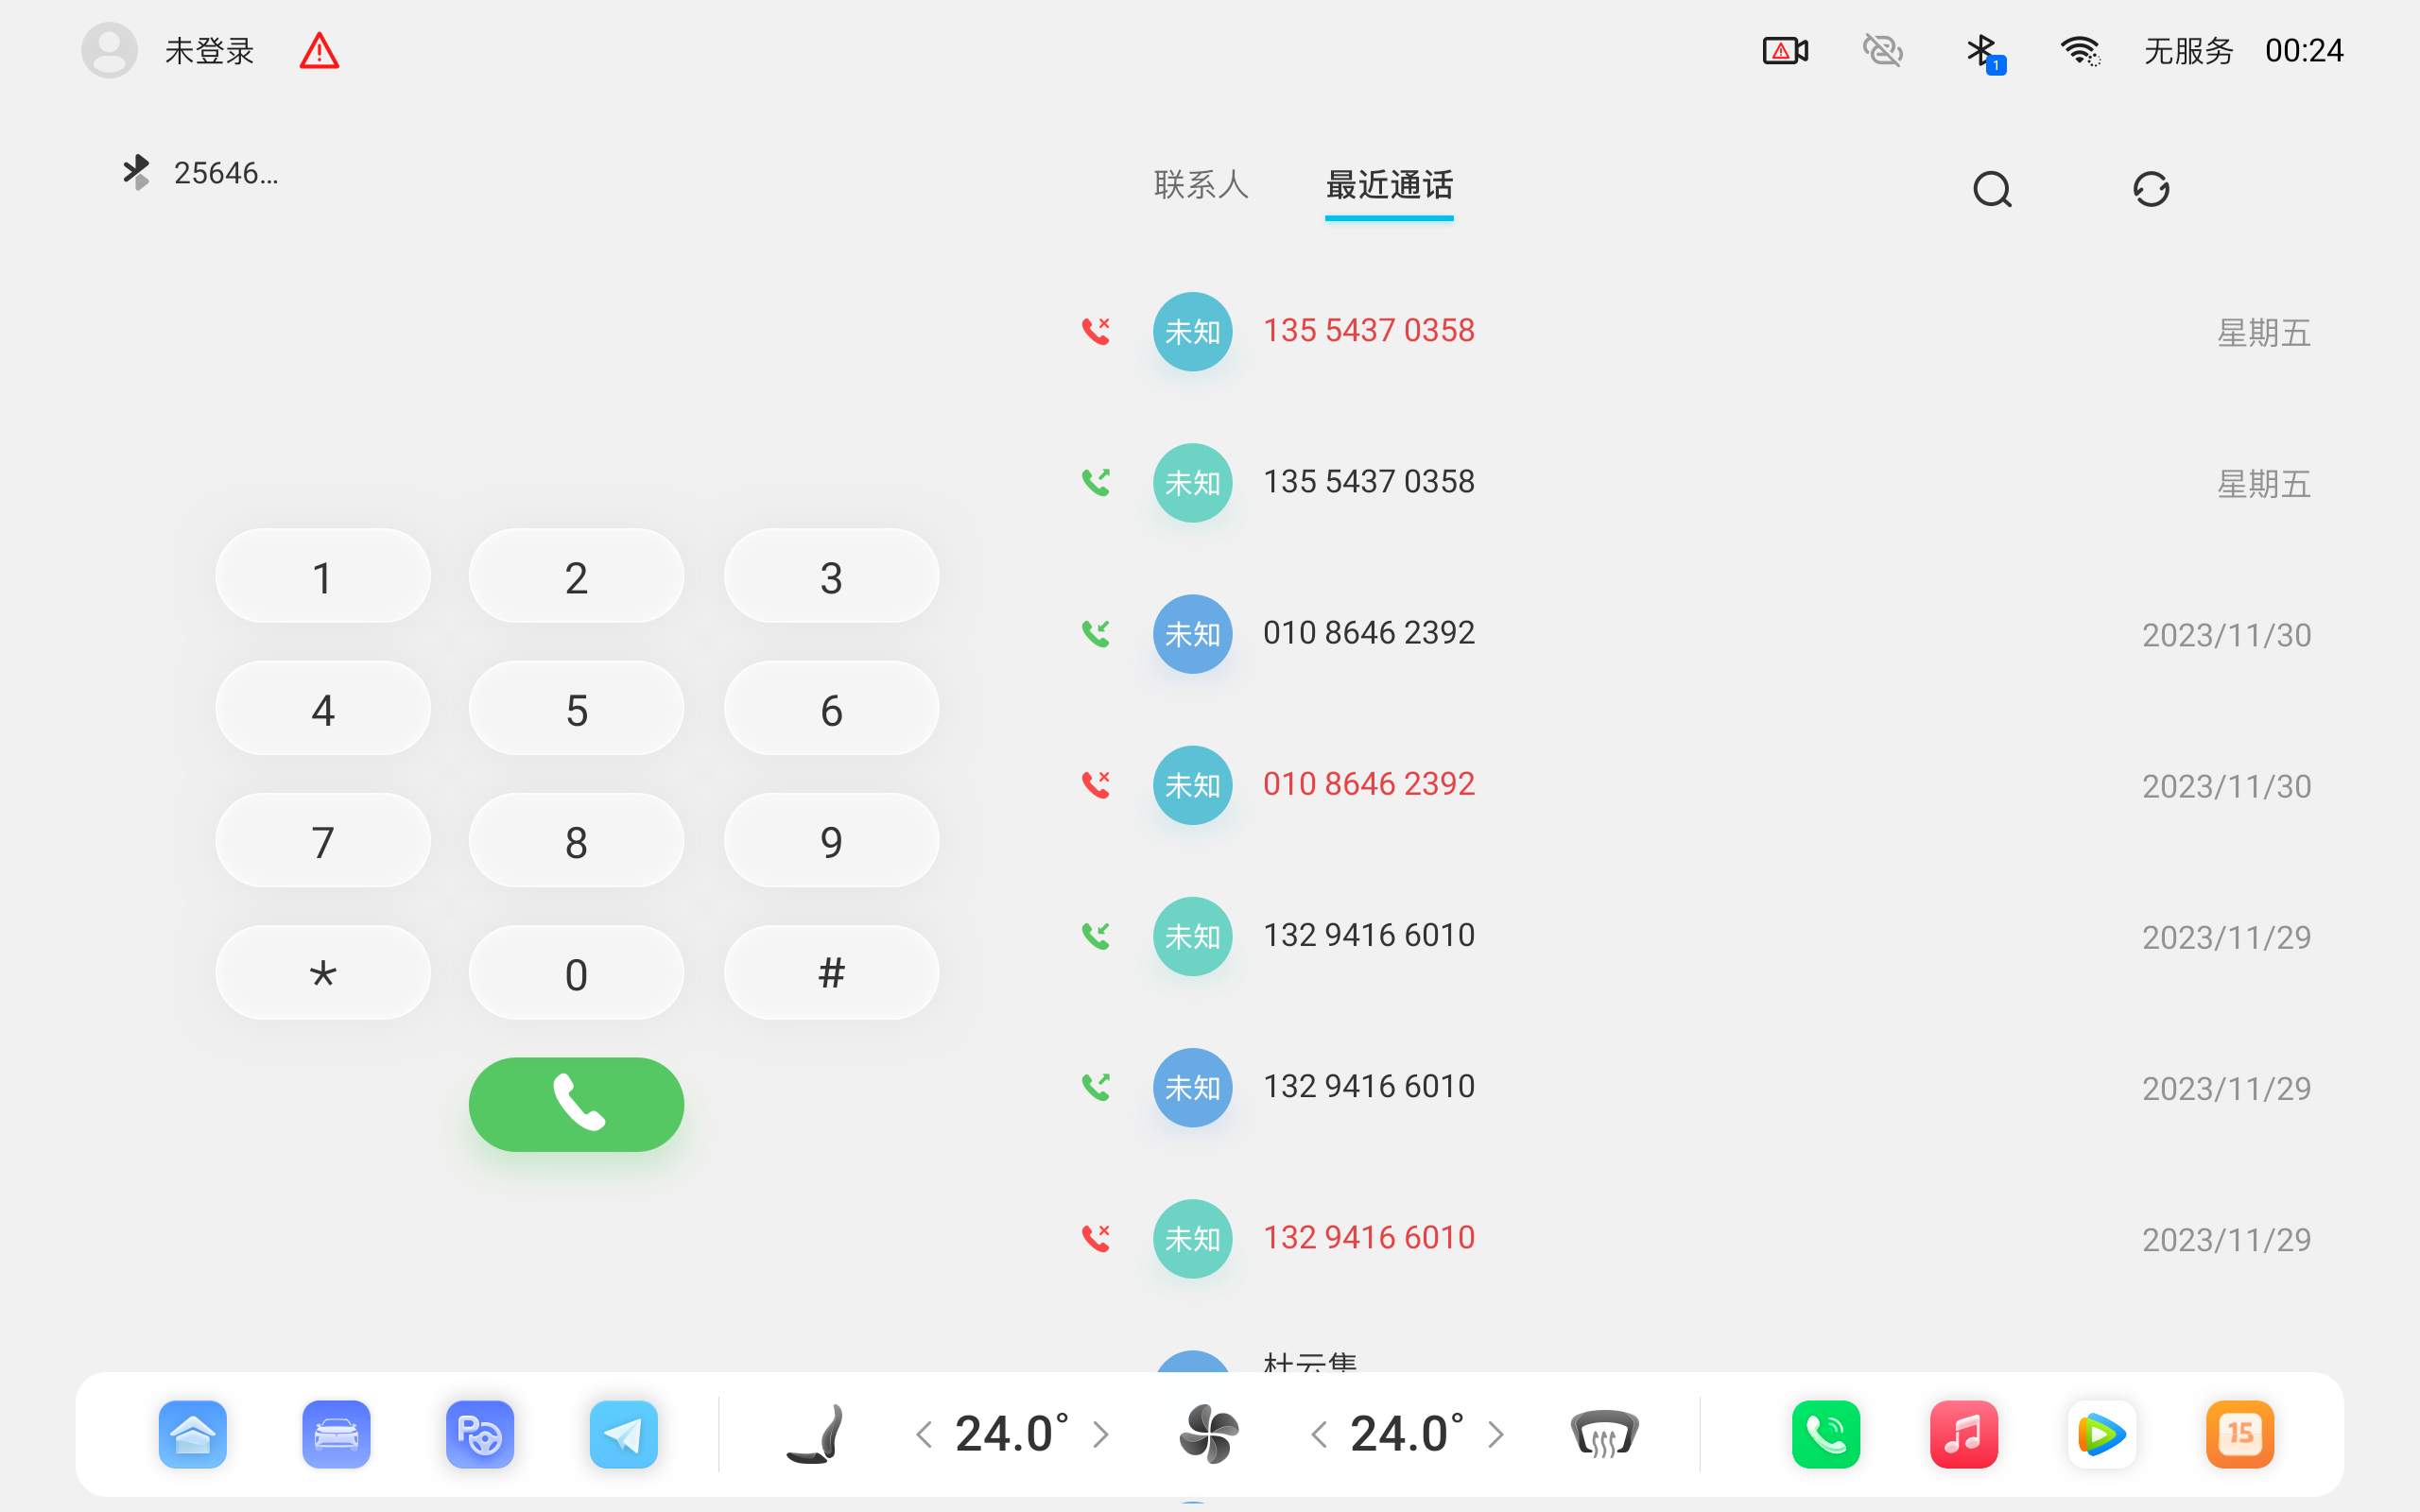 未登录
1
无服务 00:24
25646...
联系人 最近通话
未知 135 5437 0358 星期五
未知 135 5437 0358 星期五
未知 010 8646 2392 2023/11/30
未知 010 8646 2392 2023/11/30
未知 132 9416 6010 2023/11/29
未知 132 9416 6010 2023/11/29
未知 132 9416 6010 2023/11/29
杜云集
1 2 3
4 5 6
7 8 9
* 0 #
P
24.0°
24.0°
15